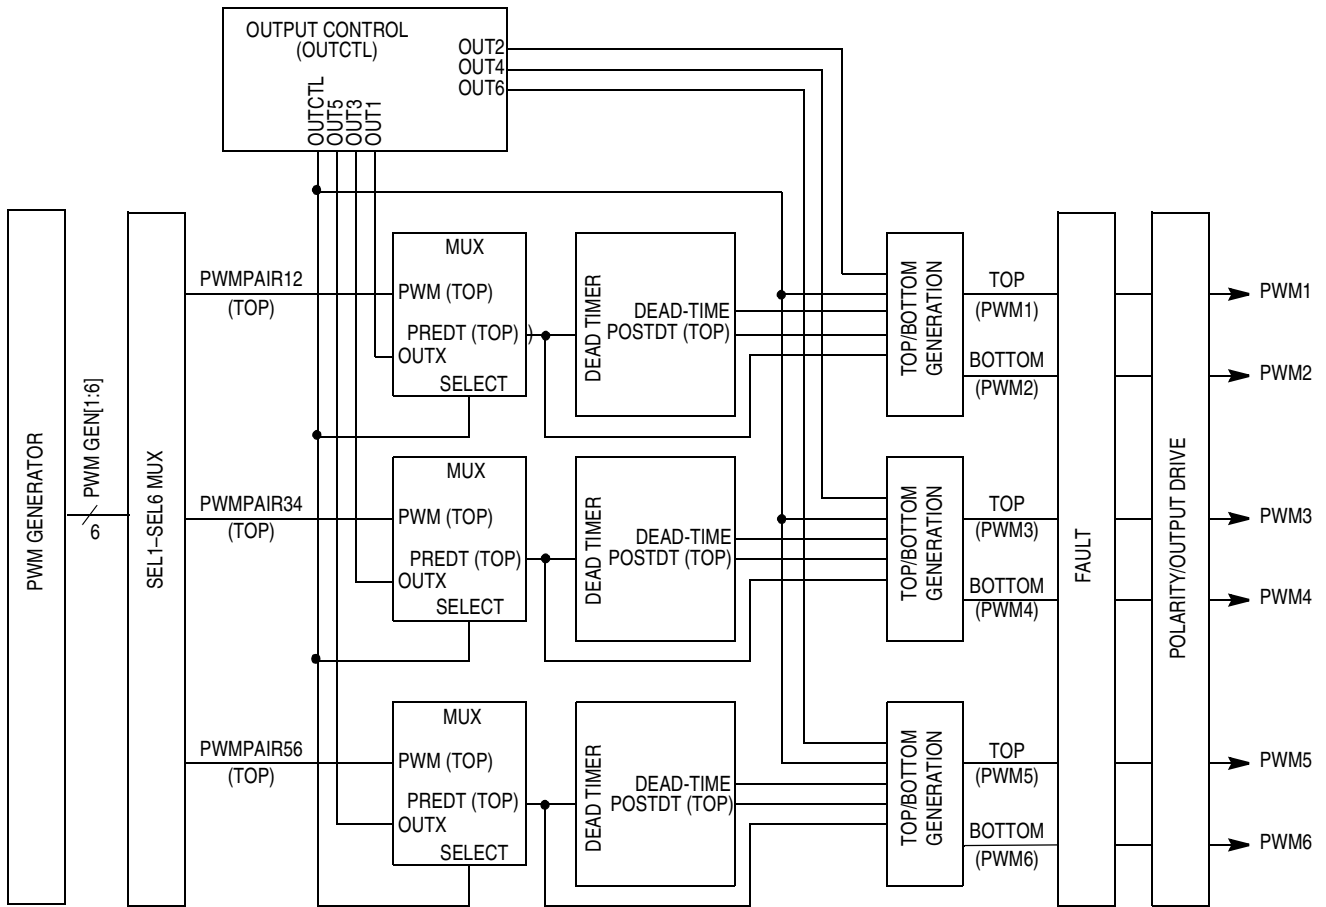 OUTPUT CONTROL
(OUTCTL)
OUT2
OUT4
OUT6
OUTCTL
OUT5
OUT3
OUT1
PWM GENERATOR
PWM GEN[1:6]
6
SEL1–SEL6 MUX
PWMPAIR12
(TOP)
MUX
PWM (TOP)
PREDT (TOP) )
OUTX
SELECT
DEAD TIMER
DEAD-TIME
POSTDT (TOP)
TOP/BOTTOM
GENERATION
TOP
(PWM1)
BOTTOM
(PWM2)
PWMPAIR34
(TOP)
MUX
PWM (TOP)
PREDT (TOP)
OUTX
SELECT
DEAD TIMER
DEAD-TIME
POSTDT (TOP)
TOP/BOTTOM
GENERATION
TOP
(PWM3)
BOTTOM
(PWM4)
PWMPAIR56
(TOP)
MUX
PWM (TOP)
PREDT (TOP)
OUTX
SELECT
DEAD TIMER
DEAD-TIME
POSTDT (TOP)
TOP/BOTTOM
GENERATION
TOP
(PWM5)
BOTTOM
(PWM6)
FAULT
POLARITY/OUTPUT DRIVE
PWM1
PWM2
PWM3
PWM4
PWM5
PWM6